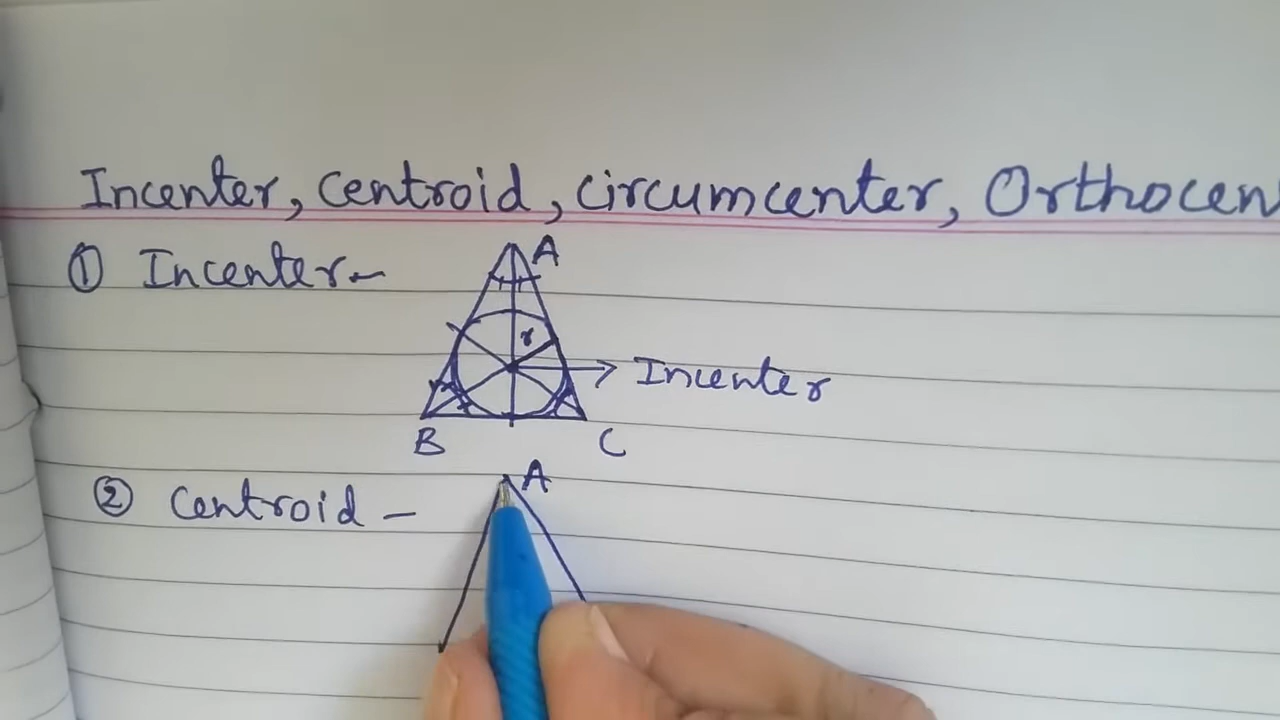 Incenter, Centroid, Circumcenter, Orthocen
① Incenter -
A
r
Incenter
B C
② Centroid -
A